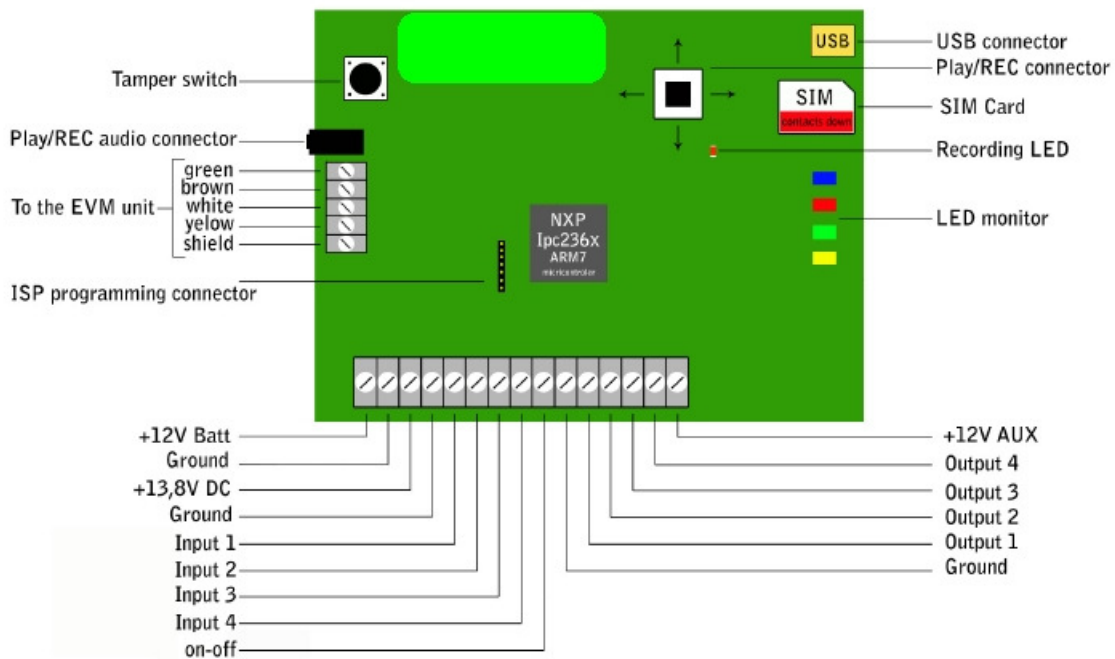 Tamper switch
Play/REC audio connector
To the EVM unit
green
brown
white
yelow
shield
ISP programming connector
USB
SIM
contacts down
NXP
lpc236x
ARM7
microcontroler
USB connector
Play/REC connector
SIM Card
Recording LED
LED monitor
+12V Batt
Ground
+13,8V DC
Ground
Input 1
Input 2
Input 3
Input 4
on-off
+12V AUX
Output 4
Output 3
Output 2
Output 1
Ground